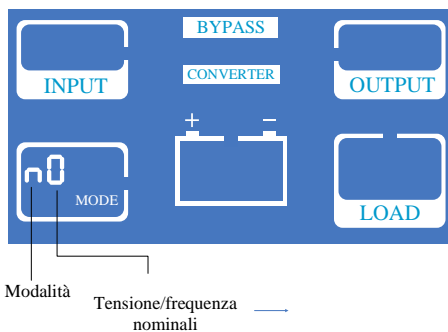 BYPASS
INPUT
CONVERTER
OUTPUT
+ −
n0
MODE
LOAD
Modalità
Tensione/frequenza
nominali